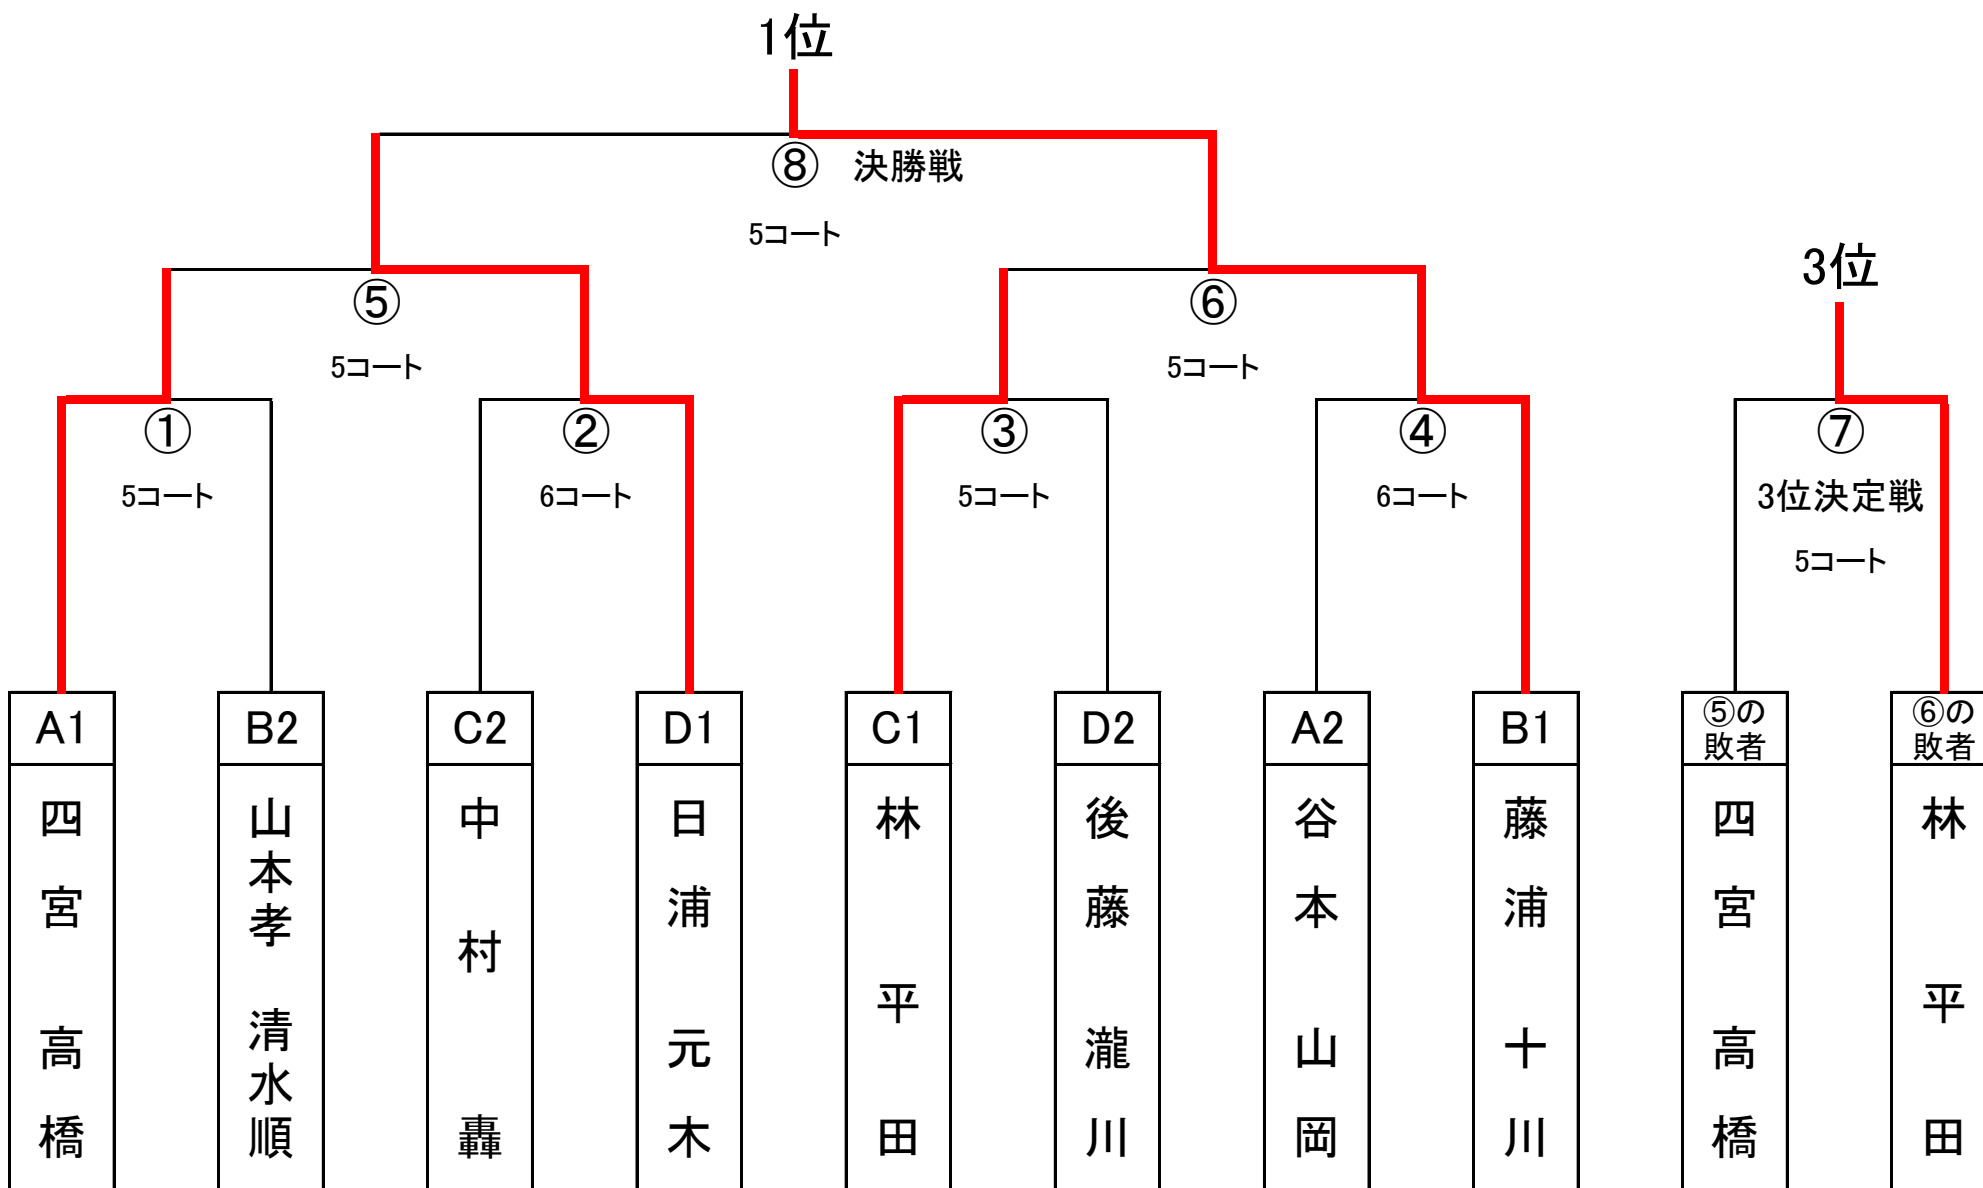 1位
⑧ 決勝戦
5コート
3位
⑤
⑥
5コート
5コート
①
②
③
④
⑦
5コート
6コート
5コート
6コート
3位決定戦
5コート
A1
B2
C2
D1
C1
D2
A2
B1
⑤の
敗者
⑥の
敗者
四宮 高橋
山本孝 清水順
中村 轟
日浦 元木
林 平田
後藤 瀧川
谷本 山岡
藤浦 十川
四宮 高橋
林 平田